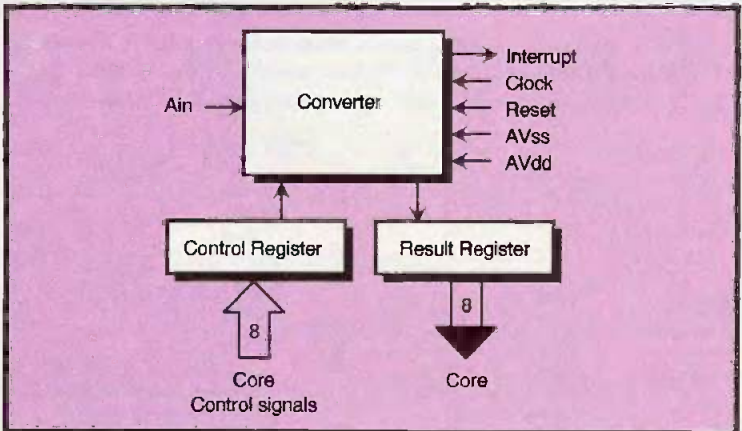 Converter
Ain
Interrupt
Clock
Reset
AVss
AVdd
Control Register
Result Register
8
8
Core
Control signals
Core